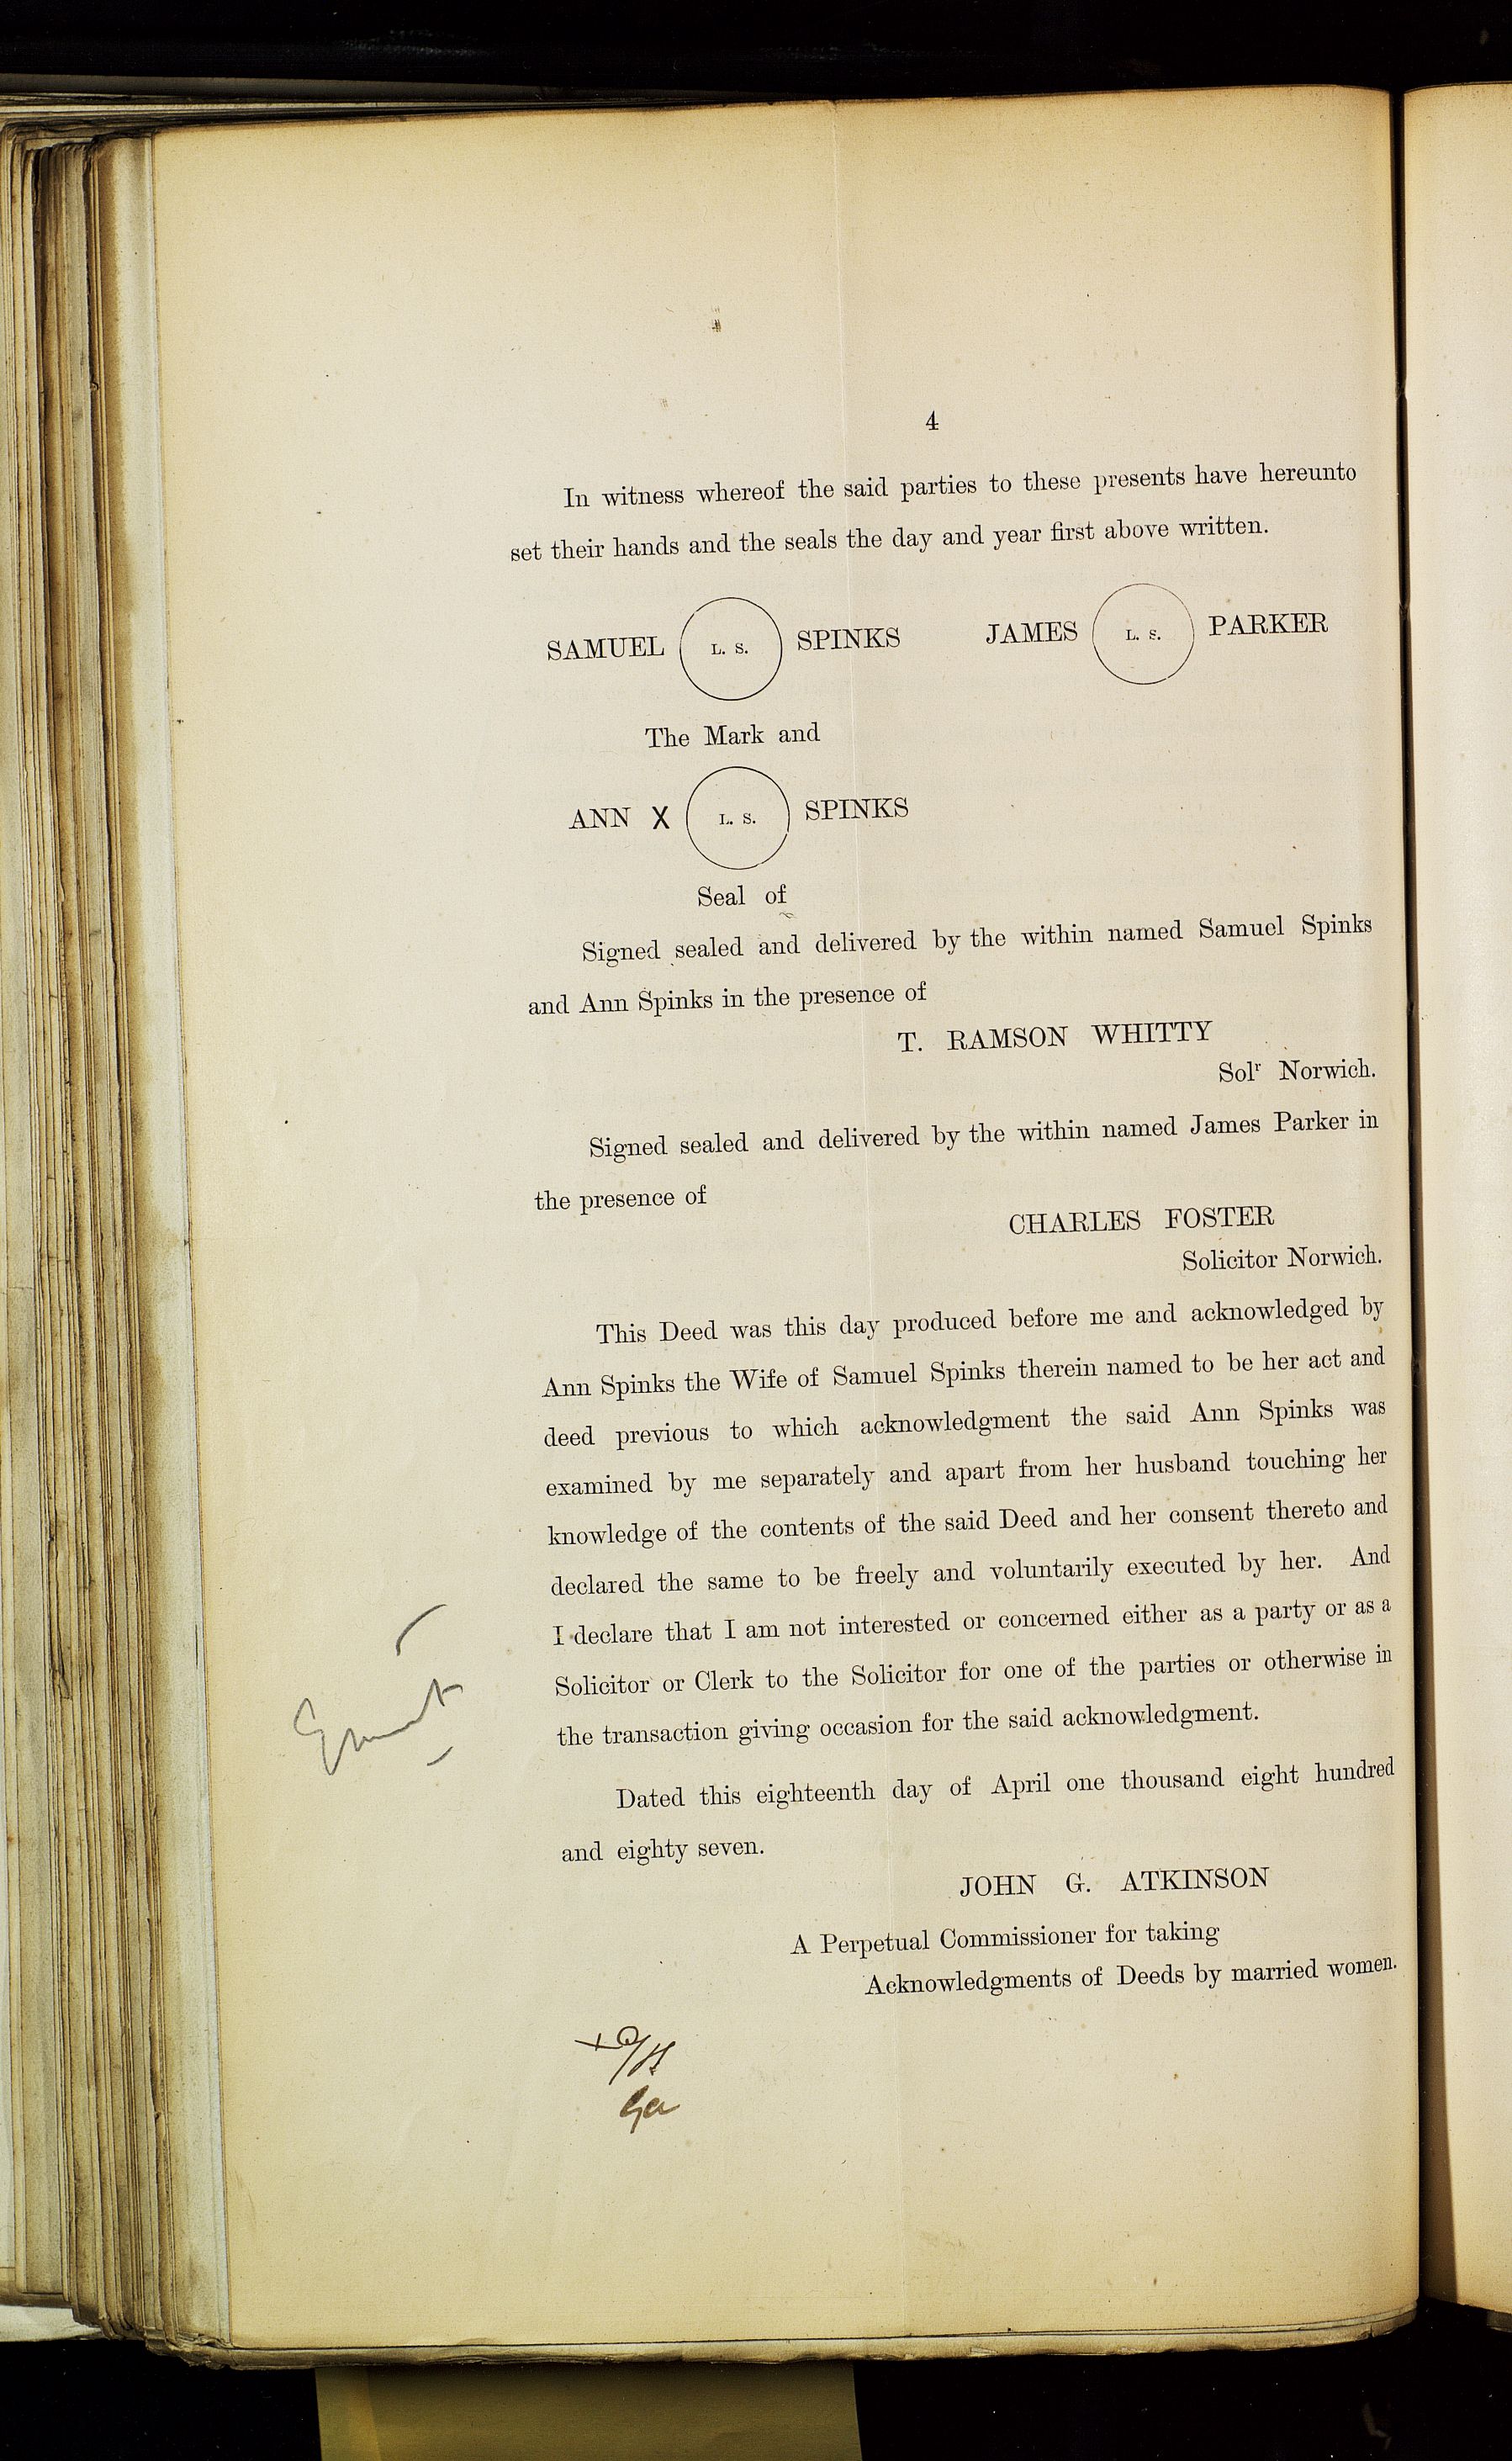 4
In witness whereof the said parties to these presents have hereunto
set their hands and the seals the day and year first above written.
SAMUEL L. S. SPINKS JAMES L. S. PARKER
The Mark and
ANN X L. S. SPINKS
Seal of
Signed sealed and delivered by the within named Samuel Spinks
and Ann Spinks in the presence of
T. RAMSON WHITTY
Solr Norwich.
Signed sealed and delivered by the within named James Parker in
the presence of
CHARLES FOSTER
Solicitor Norwich.
This Deed was this day produced before me and acknowledged by
Ann Spinks the Wife of Samuel Spinks therein named to be her act and
deed previous to which acknowledgment the said Ann Spinks was
examined by me separately and apart from her husband touching her
knowledge of the contents of the said Deed and her consent thereto and
declared the same to be freely and voluntarily executed by her. And
I declare that I am not interested or concerned either as a party or as a
Solicitor or Clerk to the Solicitor for one of the parties or otherwise in
the transaction giving occasion for the said acknowledgment.
Dated this eighteenth day of April one thousand eight hundred
and eighty seven.
JOHN G. ATKINSON
A Perpetual Commissioner for taking
Acknowledgments of Deeds by married women.